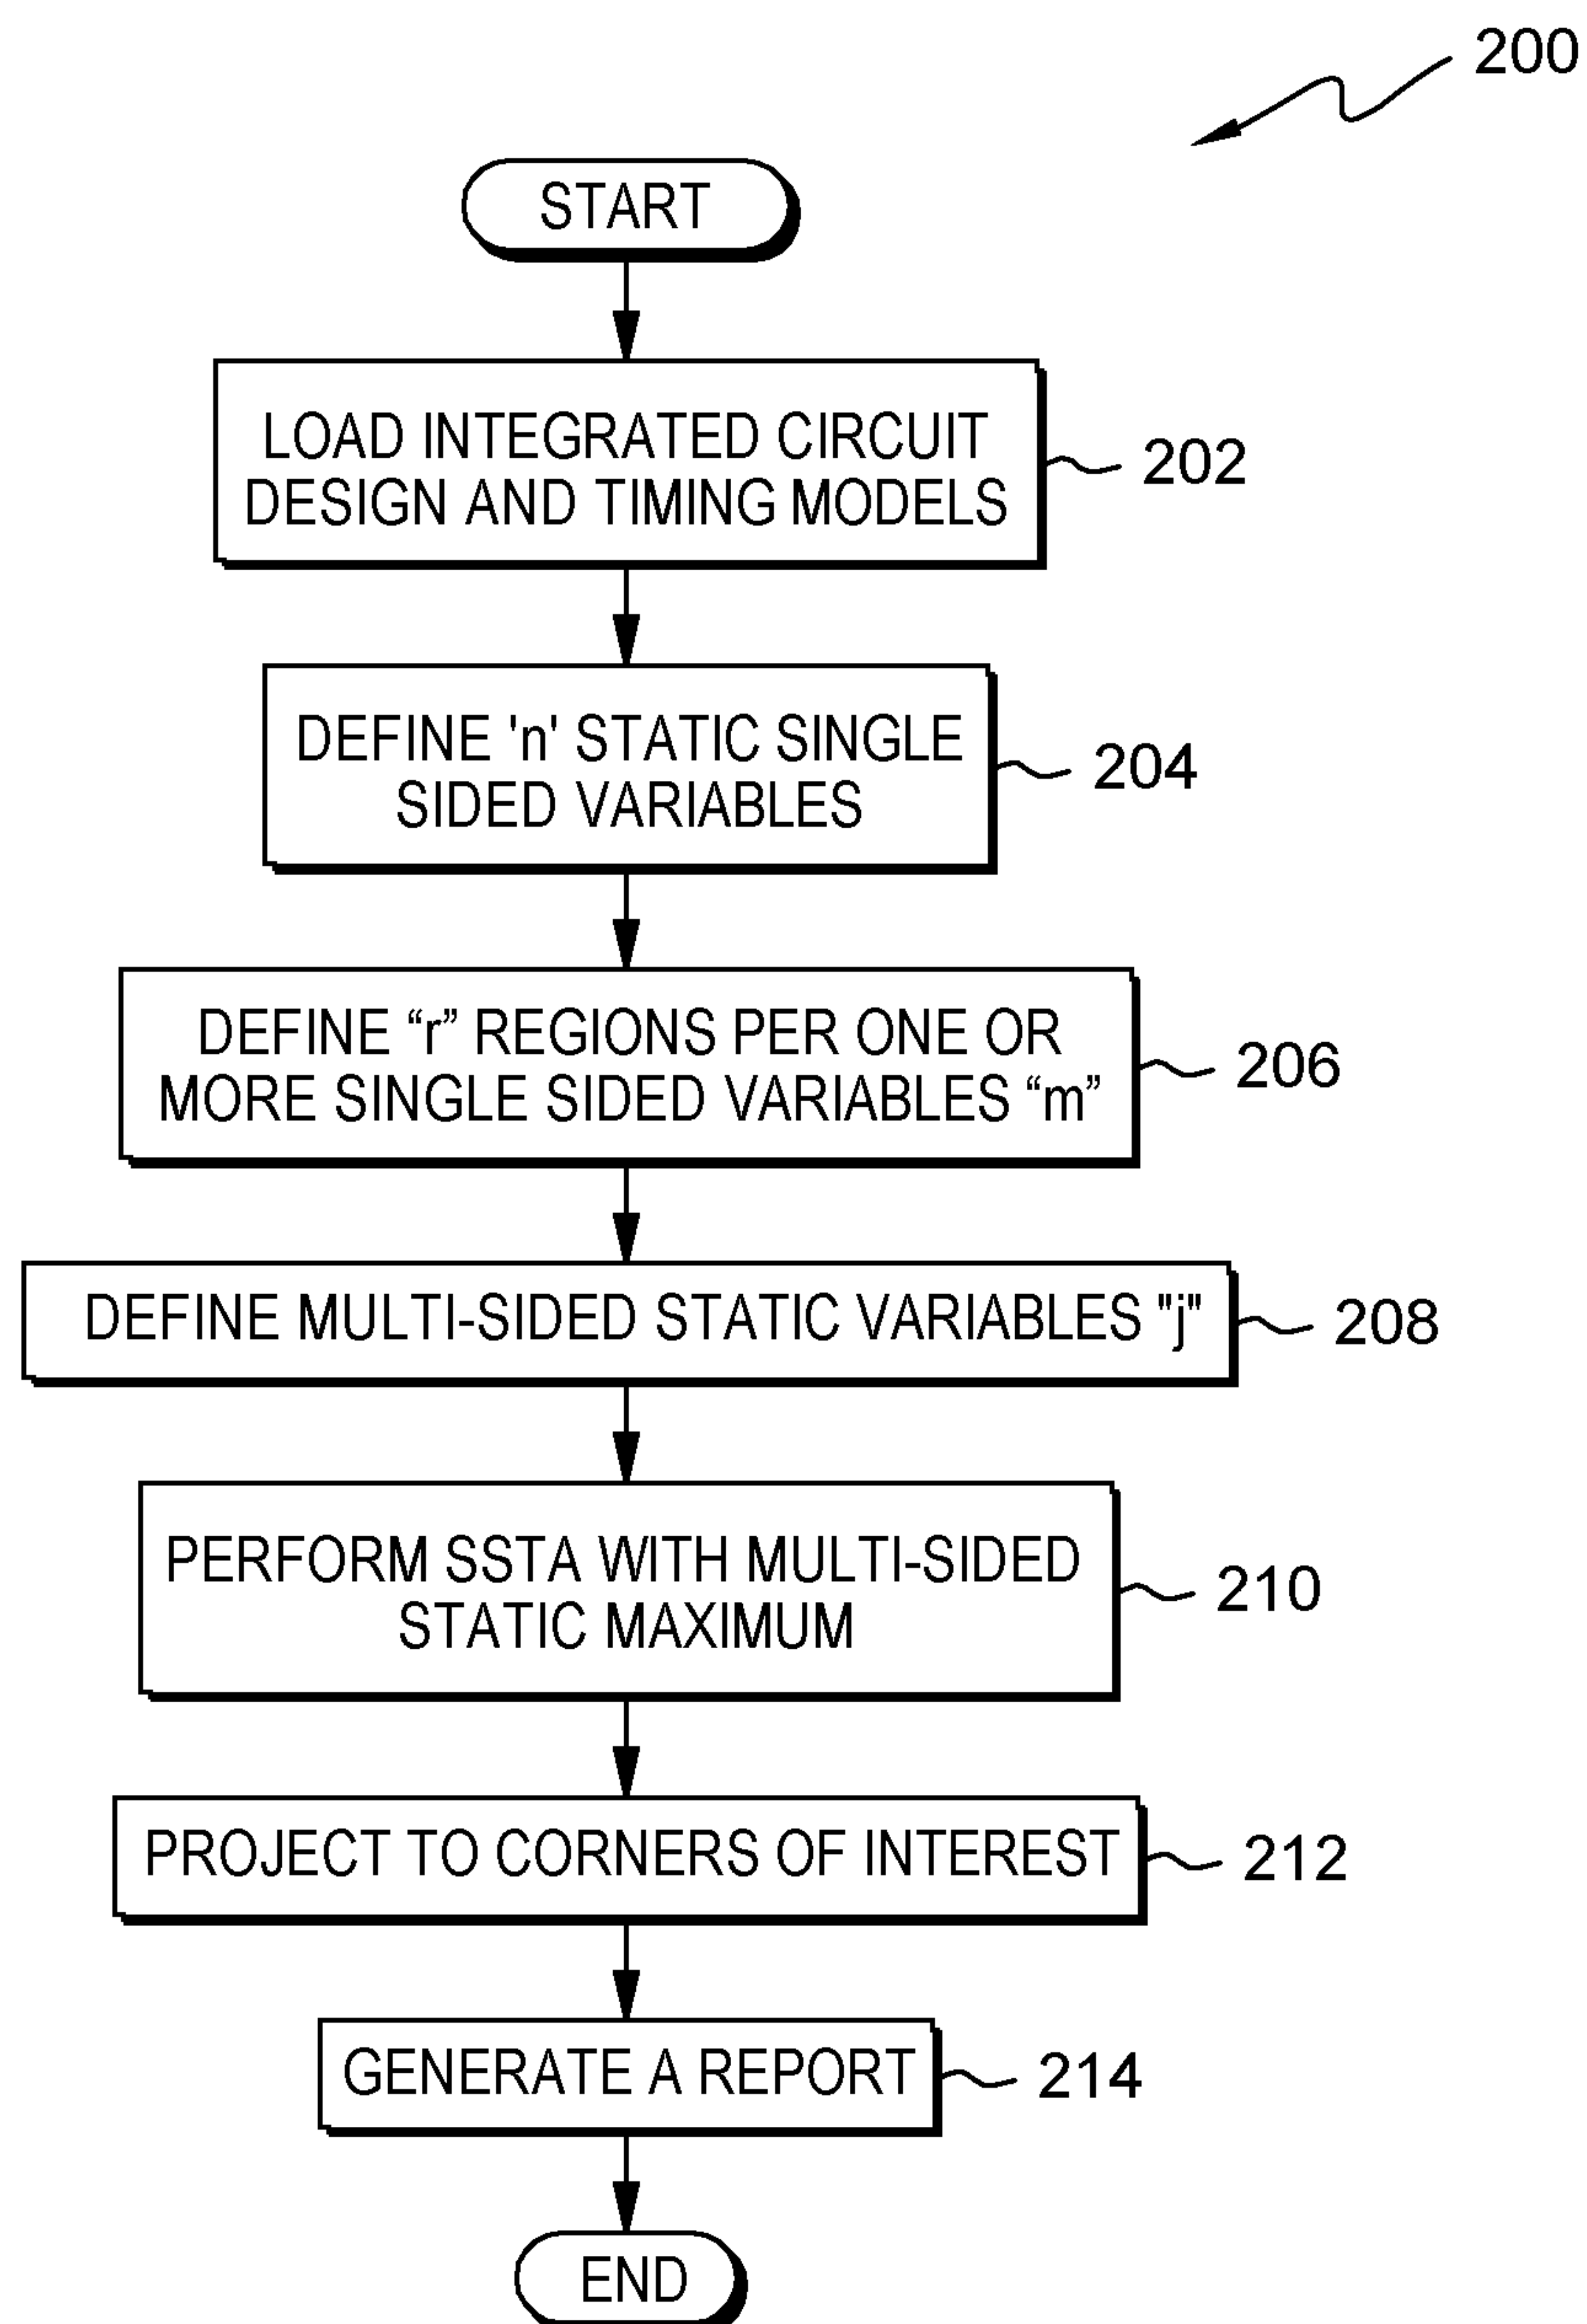 200
START
LOAD INTEGRATED CIRCUIT
DESIGN AND TIMING MODELS
202
DEFINE 'n' STATIC SINGLE
SIDED VARIABLES
204
DEFINE “r” REGIONS PER ONE OR
MORE SINGLE SIDED VARIABLES “m”
206
DEFINE MULTI-SIDED STATIC VARIABLES "j"
208
PERFORM SSTA WITH MULTI-SIDED
STATIC MAXIMUM
210
PROJECT TO CORNERS OF INTEREST
212
GENERATE A REPORT
214
END